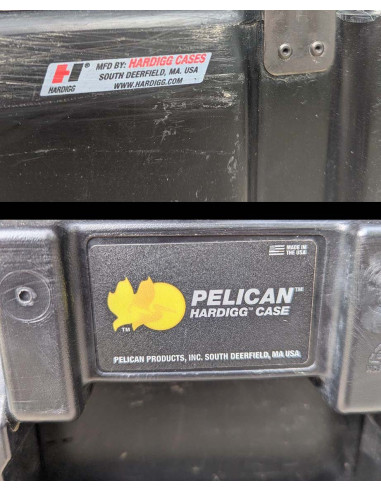 MFD BY: HARDIGG CASES
SOUTH DEERFIELD, MA. USA
WWW.HARDIGG.COM
H®
HARDIGG
MADE IN
THE USA
PELICAN™
HARDIGG™ CASE
TM
PELICAN PRODUCTS, INC. SOUTH DEERFIELD, MA USA